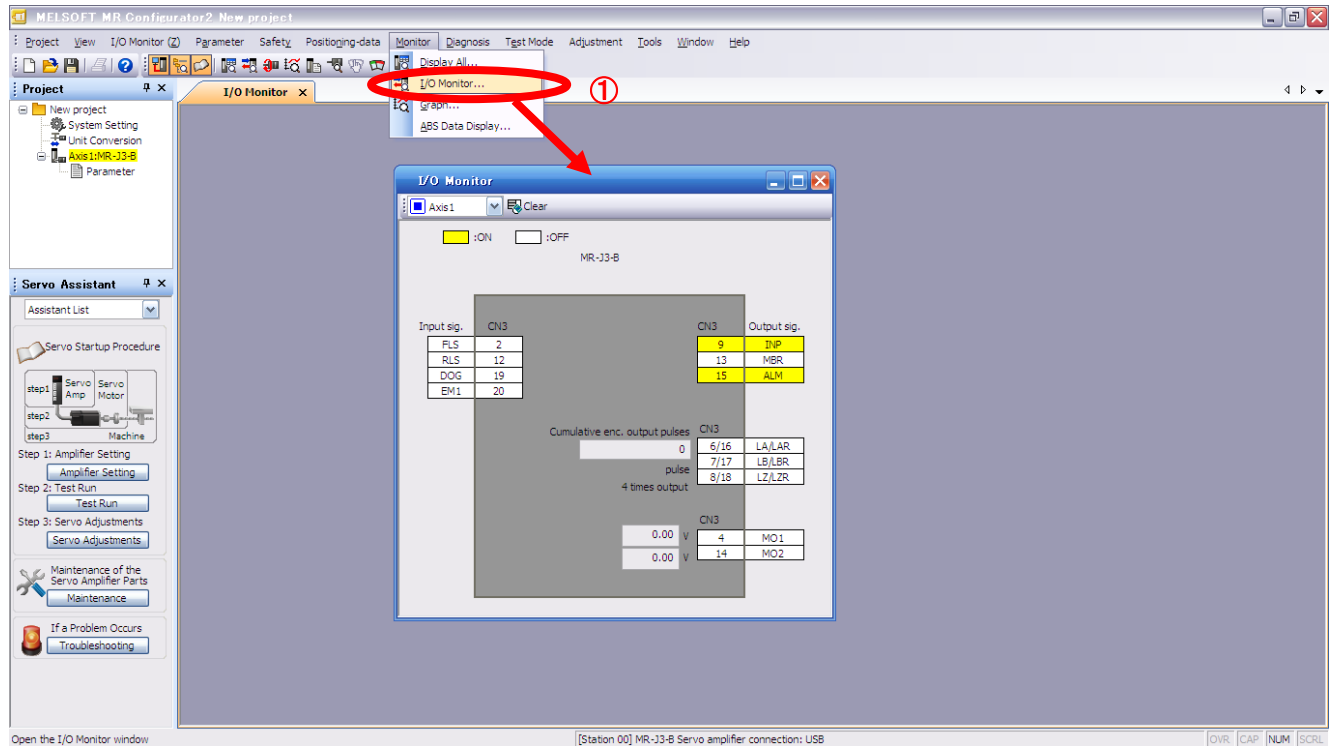 MELSOFT MR Configurator2 New project
Project View I/O Monitor (Z) Parameter Safety Positioning-data Monitor Diagnosis Test Mode Adjustment Tools Window Help
Display All...
I/O Monitor...
①
Graph...
ABS Data Display...
Project
I/O Monitor
New project
System Setting
Unit Conversion
Axis1:MR-J3-B
Parameter
Servo Assistant
Assistant List
Servo Startup Procedure
step1
Servo Amp
Servo Motor
step2
step3 Machine
Step 1: Amplifier Setting
Amplifier Setting
Step 2: Test Run
Test Run
Step 3: Servo Adjustments
Servo Adjustments
Maintenance of the
Servo Amplifier Parts
Maintenance
If a Problem Occurs
Troubleshooting
I/O Monitor
Axis1 Clear
:ON :OFF
MR-J3-B
Input sig. CN3 CN3 Output sig.
FLS 2 9 INP
RLS 12 13 MBR
DOG 19 15 ALM
EM1 20
Cumulative enc. output pulses CN3
0 6/16 LA/LAR
pulse 7/17 LB/LBR
4 times output 8/18 LZ/LZR
CN3
0.00 V 4 MO1
0.00 V 14 MO2
Open the I/O Monitor window [Station 00] MR-J3-B Servo amplifier connection: USB OVR CAP NUM SCRL